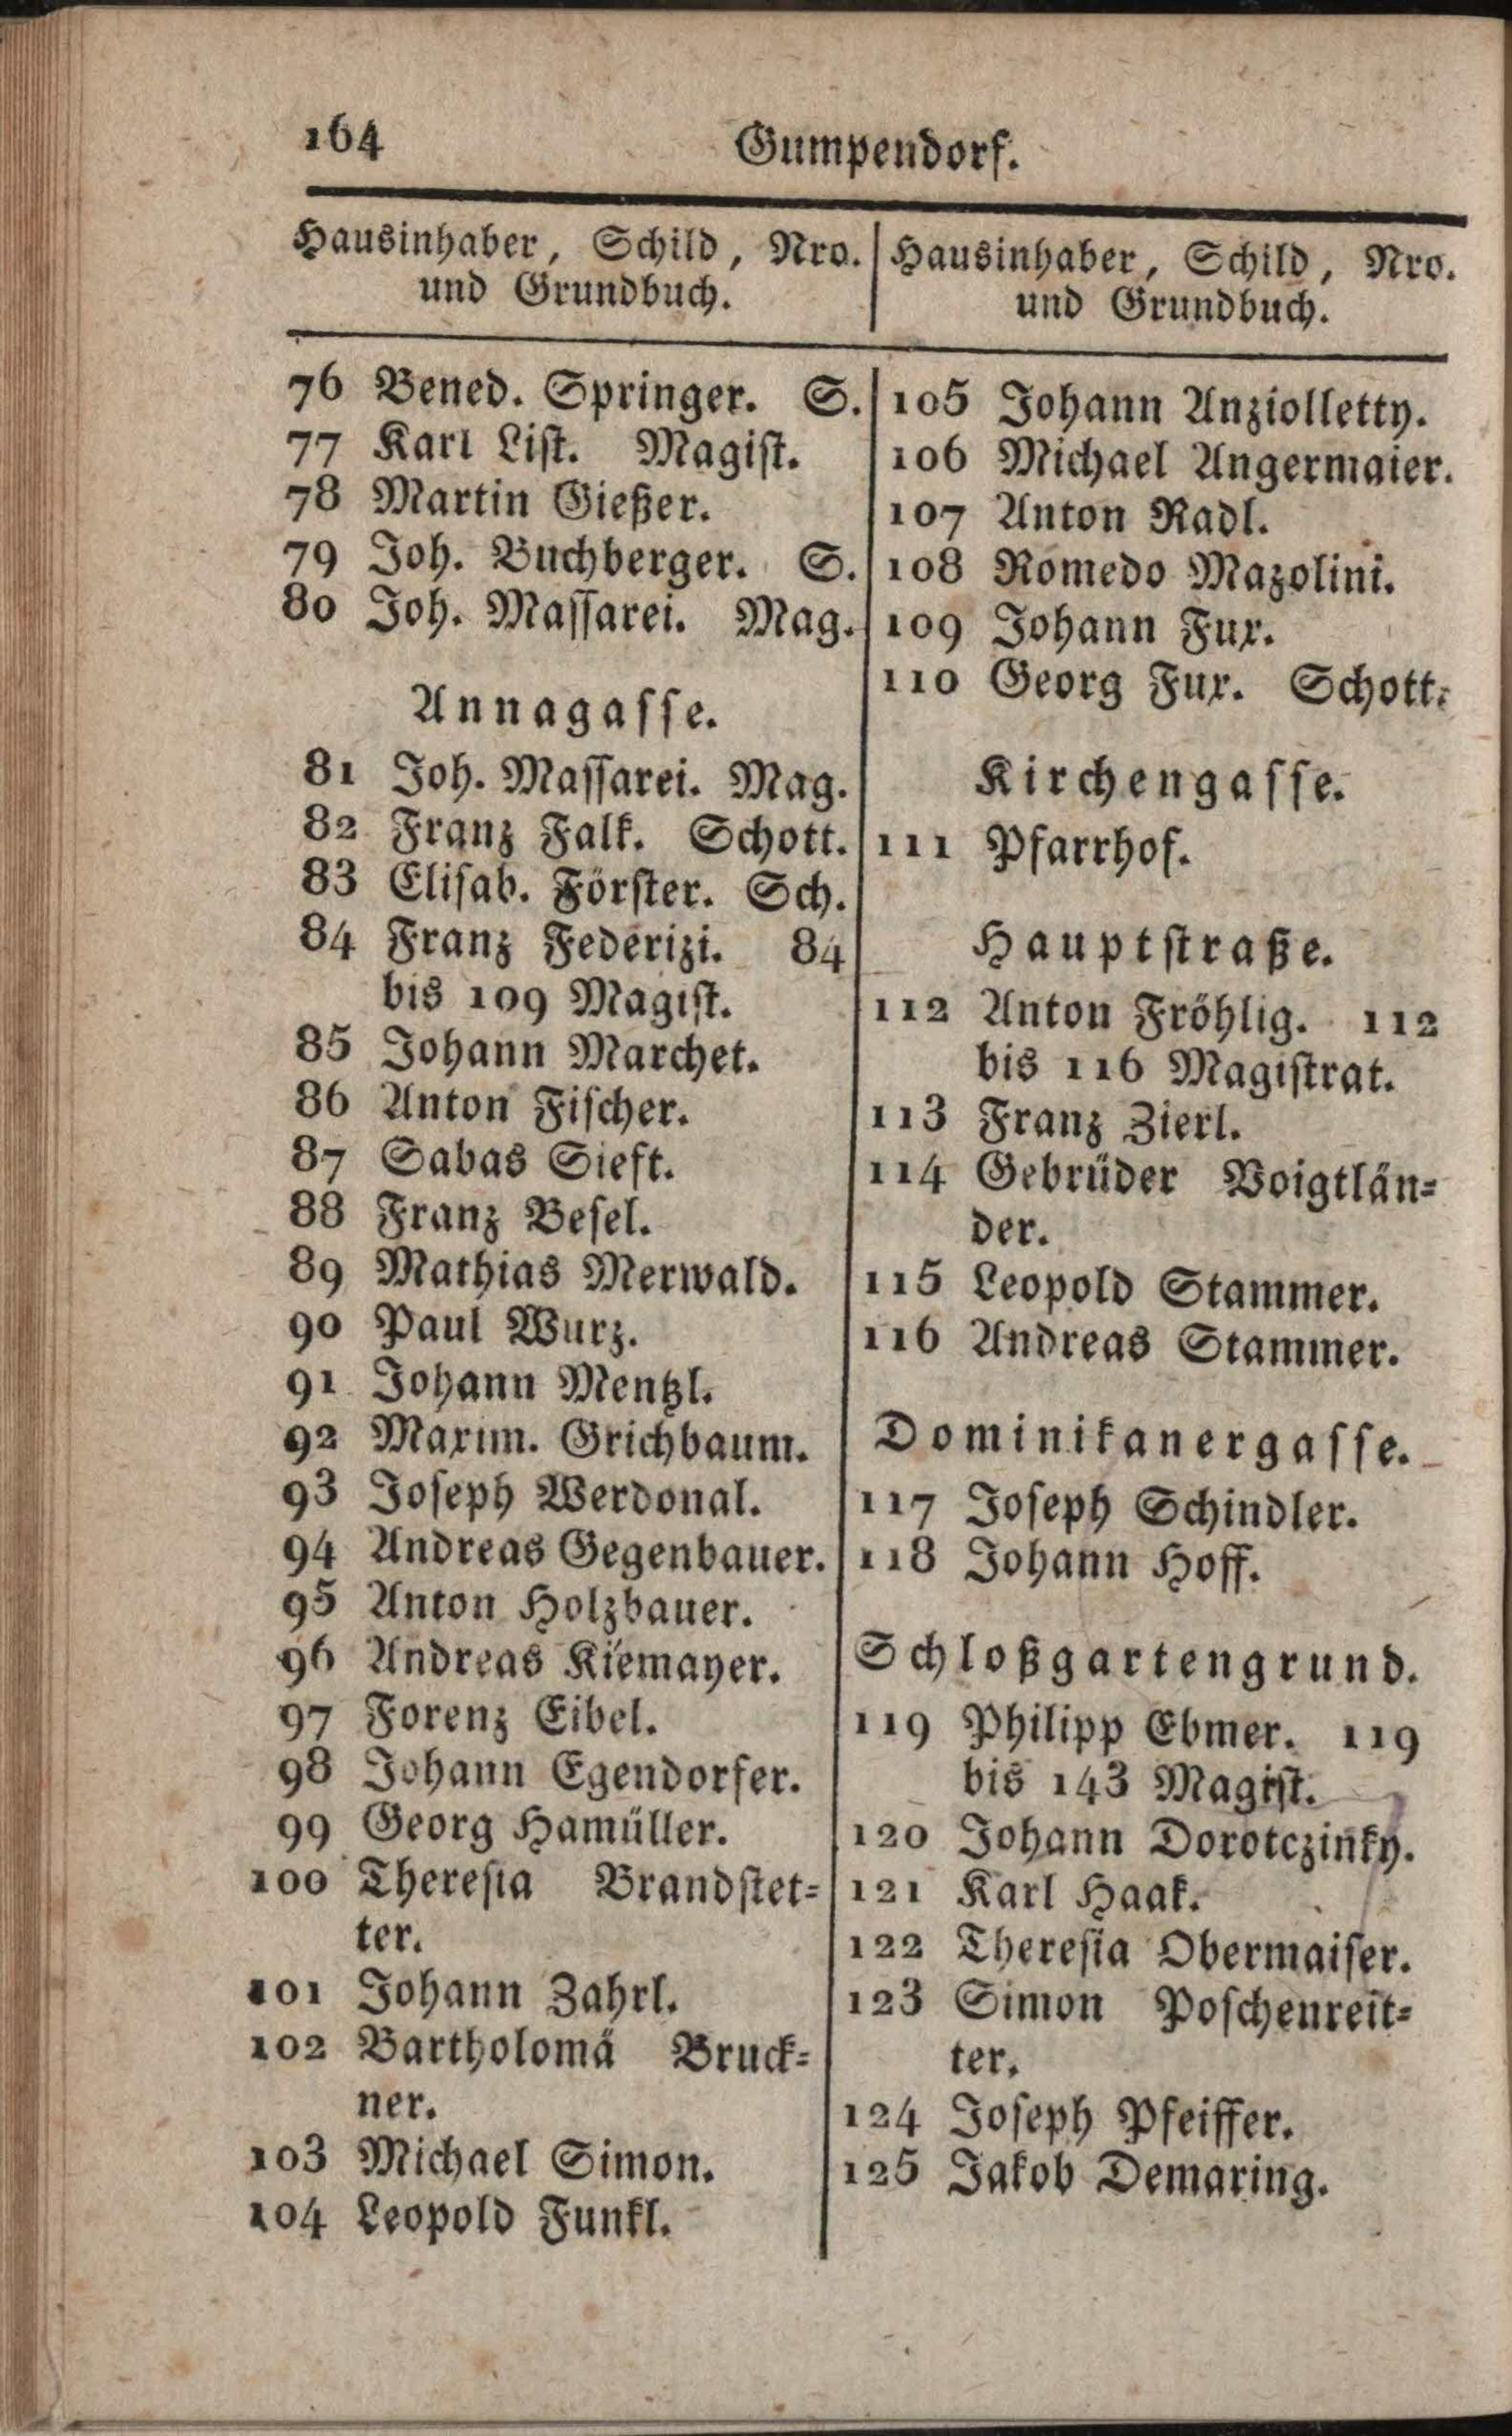 164
Gumpendorf.
Hausinhaber, Schild, Nro.
und Grundbuch.
76 Bened. Springer. S.
77 Karl List. Magist.
78 Martin Gießer.
79 Joh. Buchberger. S.
80 Joh. Massarei. Mag.
Annagasse.
81 Joh. Massarei. Mag.
82 Franz Falk. Schott.
83 Elisab. Förster. Sch.
84 Franz Federizi. 84
bis 109 Magist.
85 Johann Marchet.
86 Anton Fischer.
87 Sabas Sieft.
88 Franz Besel.
89 Mathias Merwald.
90 Paul Wurz.
91 Johann Mentzl.
92 Maxim. Grichbaum.
93 Joseph Werdonal.
94 Andreas Gegenbauer.
95 Anton Holzbauer.
96 Andreas Kiemayer.
97 Forenz Eibel.
98 Johann Egendorfer.
99 Georg Hamüller.
100 Theresia Brandstet=
ter.
101 Johann Zahrl.
102 Bartholomä Bruck=
ner.
103 Michael Simon.
104 Leopold Funkl.
Hausinhaber, Schild, Nro.
und Grundbuch.
105 Johann Anziolletty.
106 Michael Angermaier.
107 Anton Radl.
108 Romedo Mazolini.
109 Johann Fux.
110 Georg Fux. Schott.
Kirchengasse.
111 Pfarrhof.
Hauptstraße.
112 Anton Fröhlig. 112
bis 116 Magistrat.
113 Franz Zierl.
114 Gebrüder Voigtlän=
der.
115 Leopold Stammer.
116 Andreas Stammer.
Dominikanergasse.
117 Joseph Schindler.
118 Johann Hoff.
Schloßgartengrund.
119 Philipp Ebmer. 119
bis 143 Magist.
120 Johann Dorotczinky.
121 Karl Haak.
122 Theresia Obermaiser.
123 Simon Poschenreit=
ter.
124 Joseph Pfeiffer.
125 Jakob Demaring.